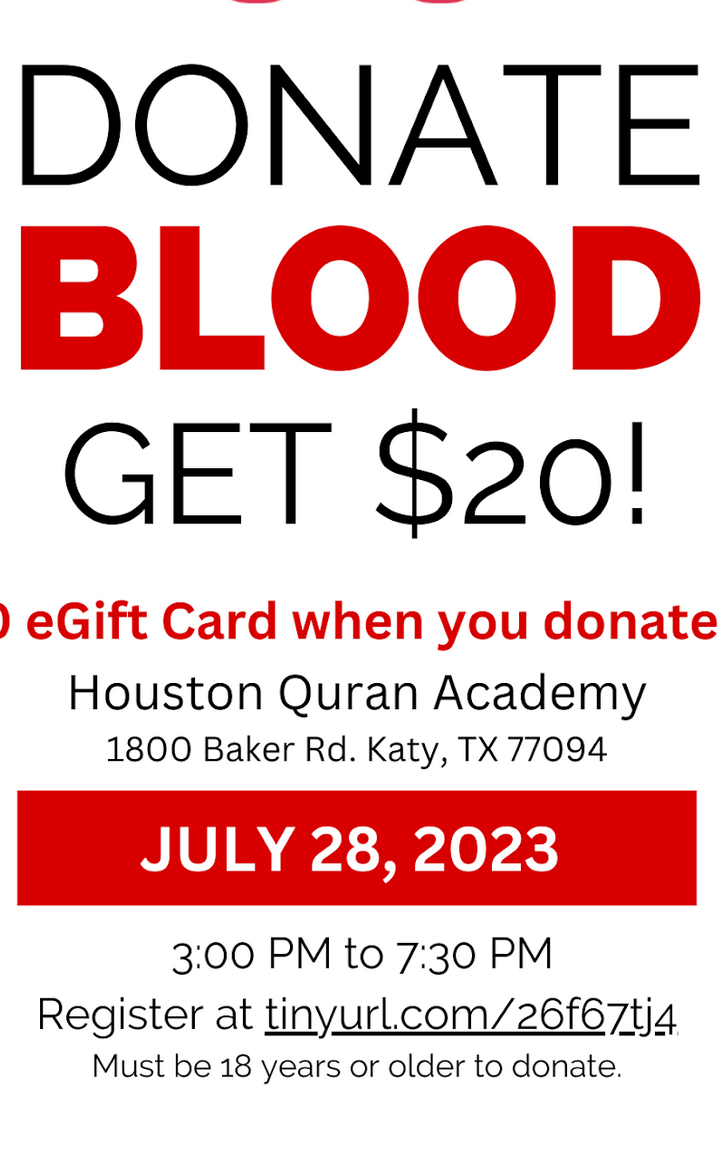 DONATE
BLOOD
GET $20!
0 eGift Card when you donate
Houston Quran Academy
1800 Baker Rd. Katy, TX 77094
JULY 28, 2023
3:00 PM to 7:30 PM
Register at tinyurl.com/26f67tj4
Must be 18 years or older to donate.